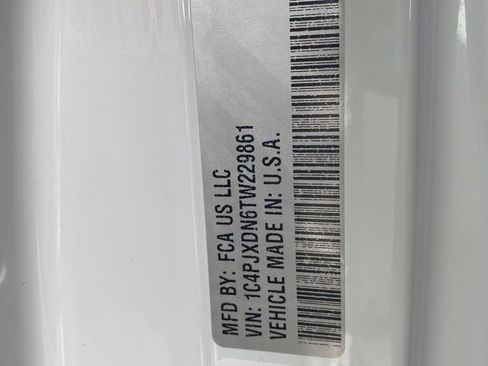 MFD BY: FCA US LLC
VIN: 1C4PJXDN6TW229861
VEHICLE MADE IN: U.S.A.